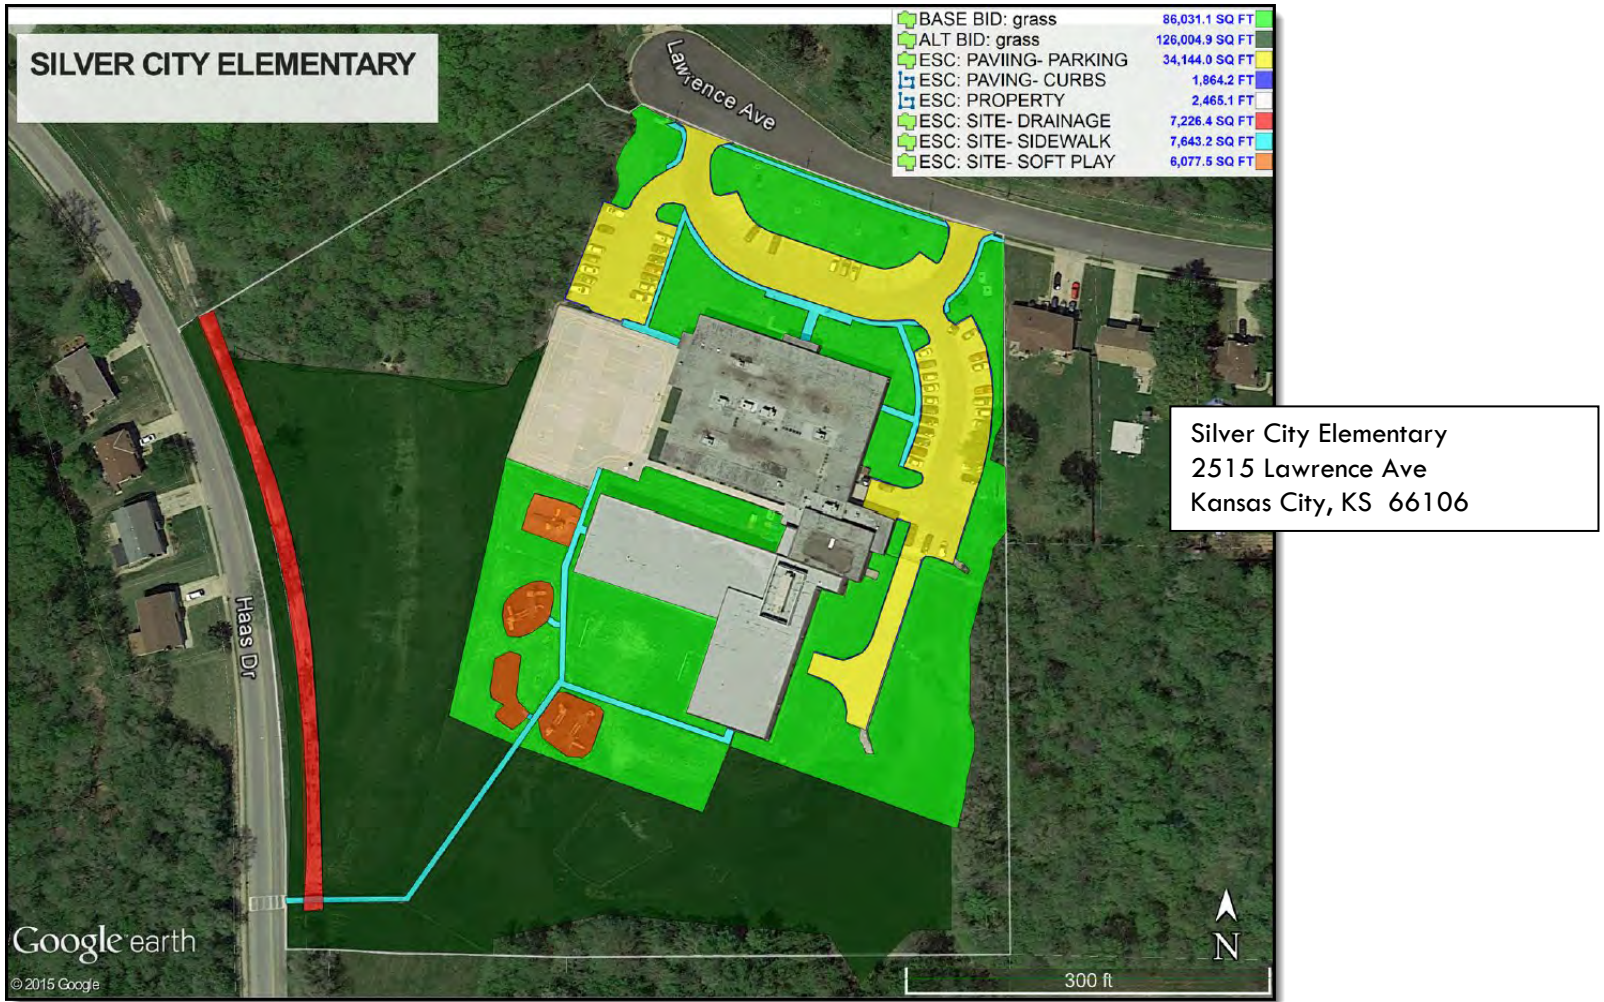 SILVER CITY ELEMENTARY
BASE BID: grass 86,031.1 SQ FT
ALT BID: grass 126,004.9 SQ FT
ESC: PAVIING- PARKING 34,144.0 SQ FT
ESC: PAVING- CURBS 1,864.2 FT
ESC: PROPERTY 2,465.1 FT
ESC: SITE- DRAINAGE 7,226.4 SQ FT
ESC: SITE- SIDEWALK 7,643.2 SQ FT
ESC: SITE- SOFT PLAY 6,077.5 SQ FT
Lawrence Ave
Silver City Elementary
2515 Lawrence Ave
Kansas City, KS 66106
Haas Dr
N
Google earth
© 2015 Google
300 ft